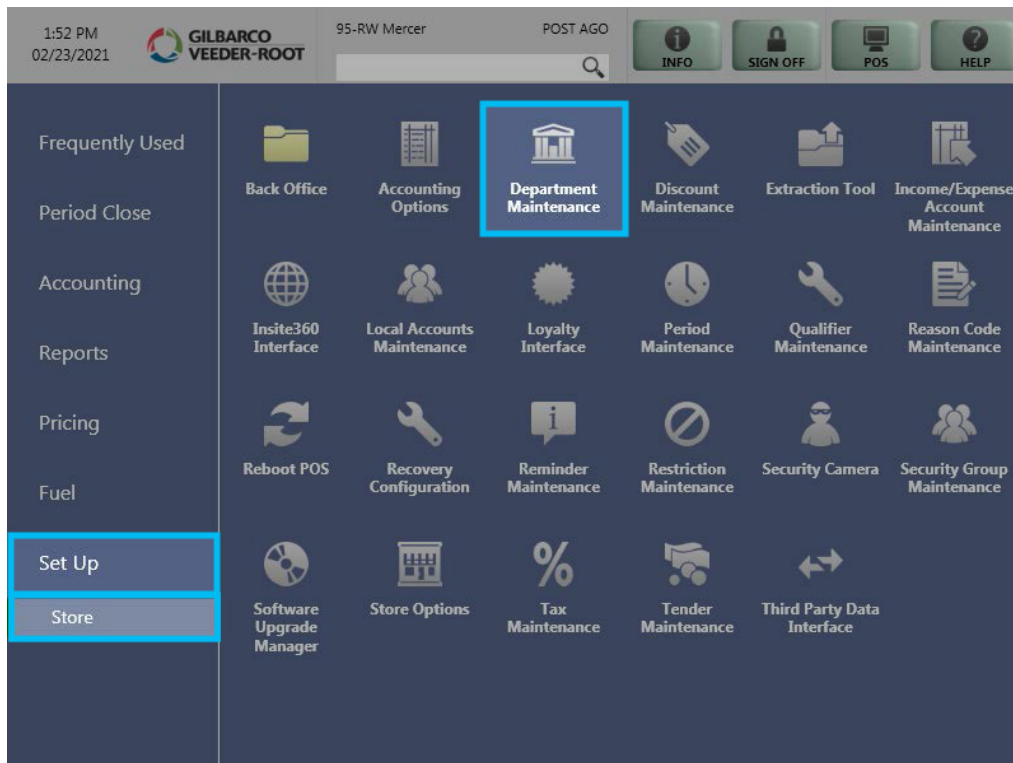 1:52 PM
02/23/2021
GILBARCO
VEEDER-ROOT
95-RW Mercer
POST AGO
INFO
SIGN OFF
POS
HELP
Frequently Used
Period Close
Accounting
Reports
Pricing
Fuel
Set Up
Store
Back Office
Accounting
Options
Department
Maintenance
Discount
Maintenance
Extraction Tool
Income/Expense
Account
Maintenance
Insite360
Interface
Local Accounts
Maintenance
Loyalty
Interface
Period
Maintenance
Qualifier
Maintenance
Reason Code
Maintenance
Reboot POS
Recovery
Configuration
Reminder
Maintenance
Restriction
Maintenance
Security Camera
Security Group
Maintenance
Software
Upgrade
Manager
Store Options
Tax
Maintenance
Tender
Maintenance
Third Party Data
Interface